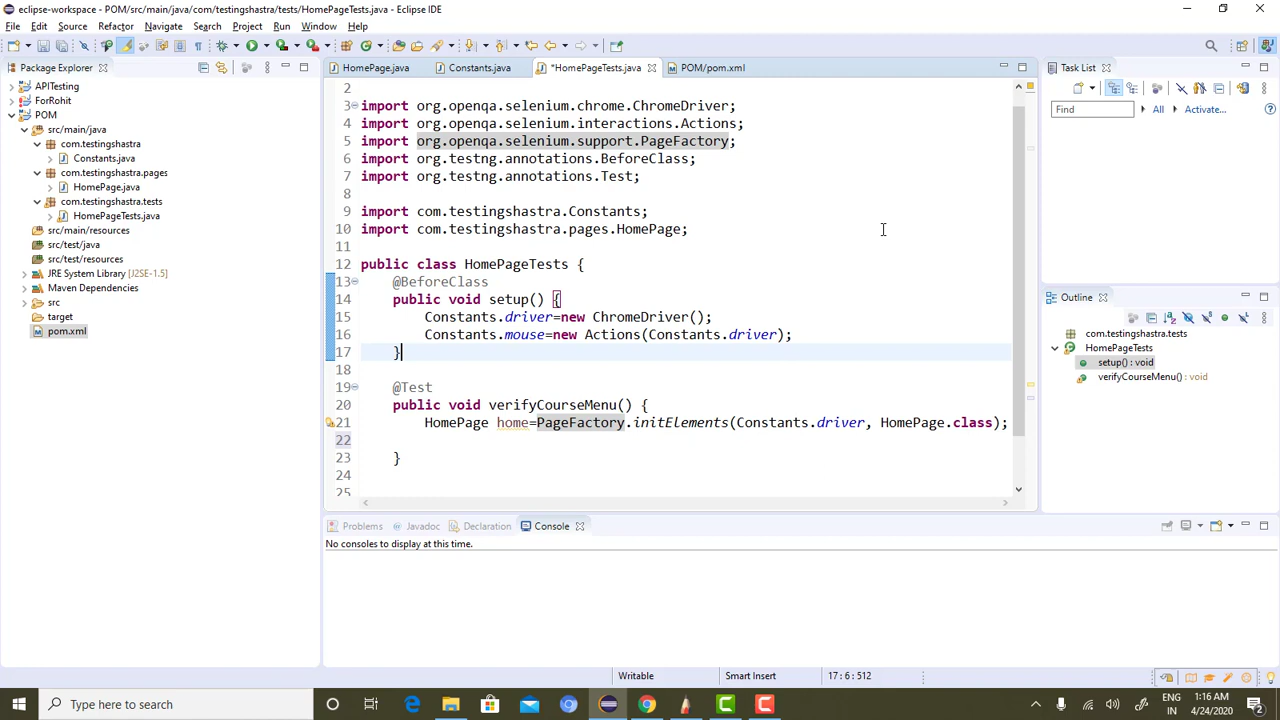 eclipse-workspace - POM/src/main/java/com/testingshastra/tests/HomePageTests.java - Eclipse IDE
File Edit Source Refactor Navigate Search Project Run Window Help
Package Explorer
APITesting
ForRohit
POM
src/main/java
com.testingshastra
Constants.java
com.testingshastra.pages
HomePage.java
com.testingshastra.tests
HomePageTests.java
src/main/resources
src/test/java
src/test/resources
JRE System Library [J2SE-1.5]
Maven Dependencies
src
target
pom.xml
HomePage.java Constants.java *HomePageTests.java POM/pom.xml
2
3 import org.openqa.selenium.chrome.ChromeDriver;
4 import org.openqa.selenium.interactions.Actions;
5 import org.openqa.selenium.support.PageFactory;
6 import org.testng.annotations.BeforeClass;
7 import org.testng.annotations.Test;
8
9 import com.testingshastra.Constants;
10 import com.testingshastra.pages.HomePage;
11
12 public class HomePageTests {
13 @BeforeClass
14 public void setup() {
15 Constants.driver=new ChromeDriver();
16 Constants.mouse=new Actions(Constants.driver);
17 }
18
19 @Test
20 public void verifyCourseMenu() {
21 HomePage home=PageFactory.initElements(Constants.driver, HomePage.class);
22
23 }
24
25
Problems Javadoc Declaration Console
No consoles to display at this time.
Task List
Find All Activate...
Outline
com.testingshastra.tests
HomePageTests
setup() : void
verifyCourseMenu() : void
Writable Smart Insert 17 : 6 : 512
Type here to search
ENG
IN
1:16 AM
4/24/2020
2